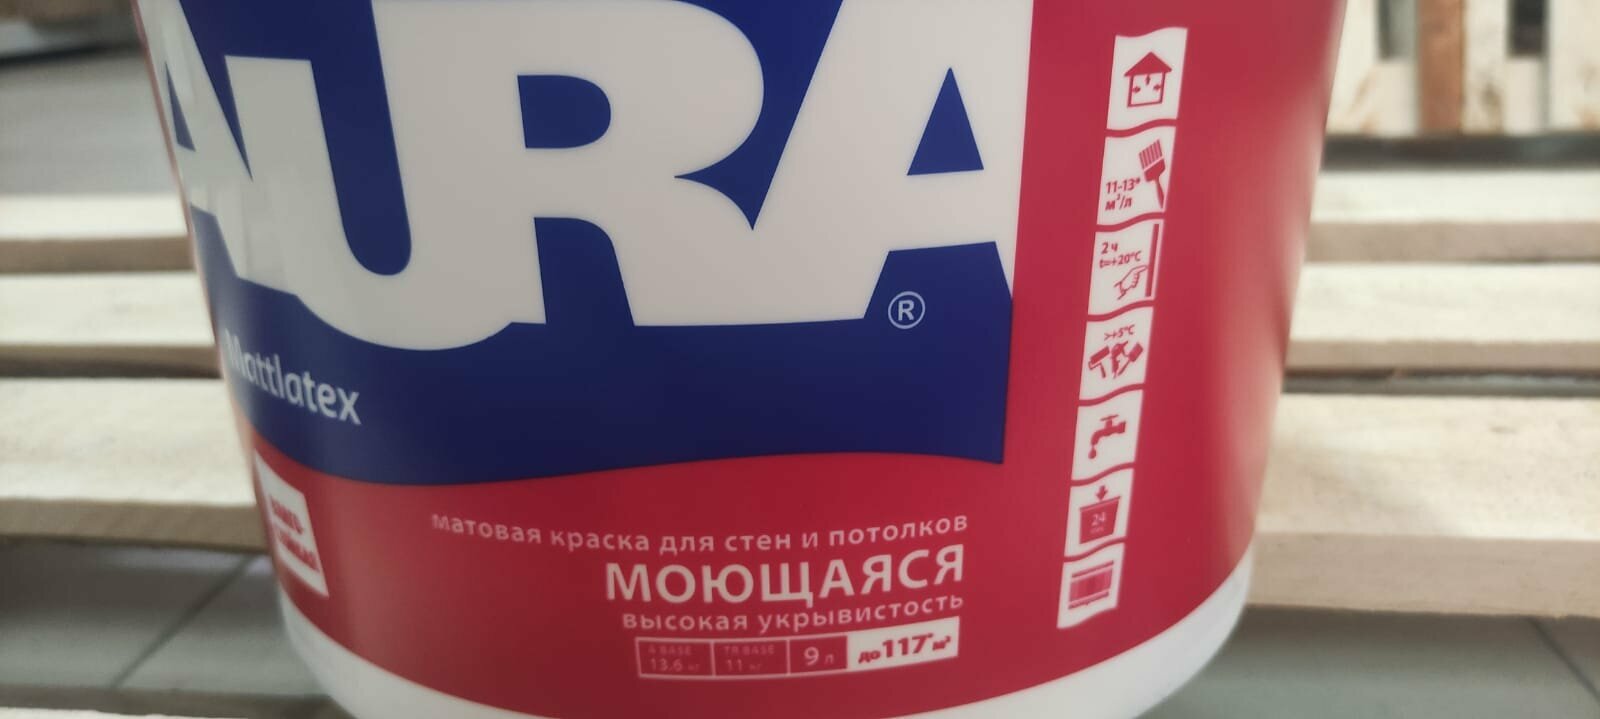 AURA
®
Mattlatex
матовая краска для стен и потолков
МОЮЩАЯСЯ
высокая укрывистость
A BASE
13.6 кг
TR BASE
11 кг
9 л
до 117* м²
11-13*
м²/л
2 ч
t=+20°C
>+5°C
24